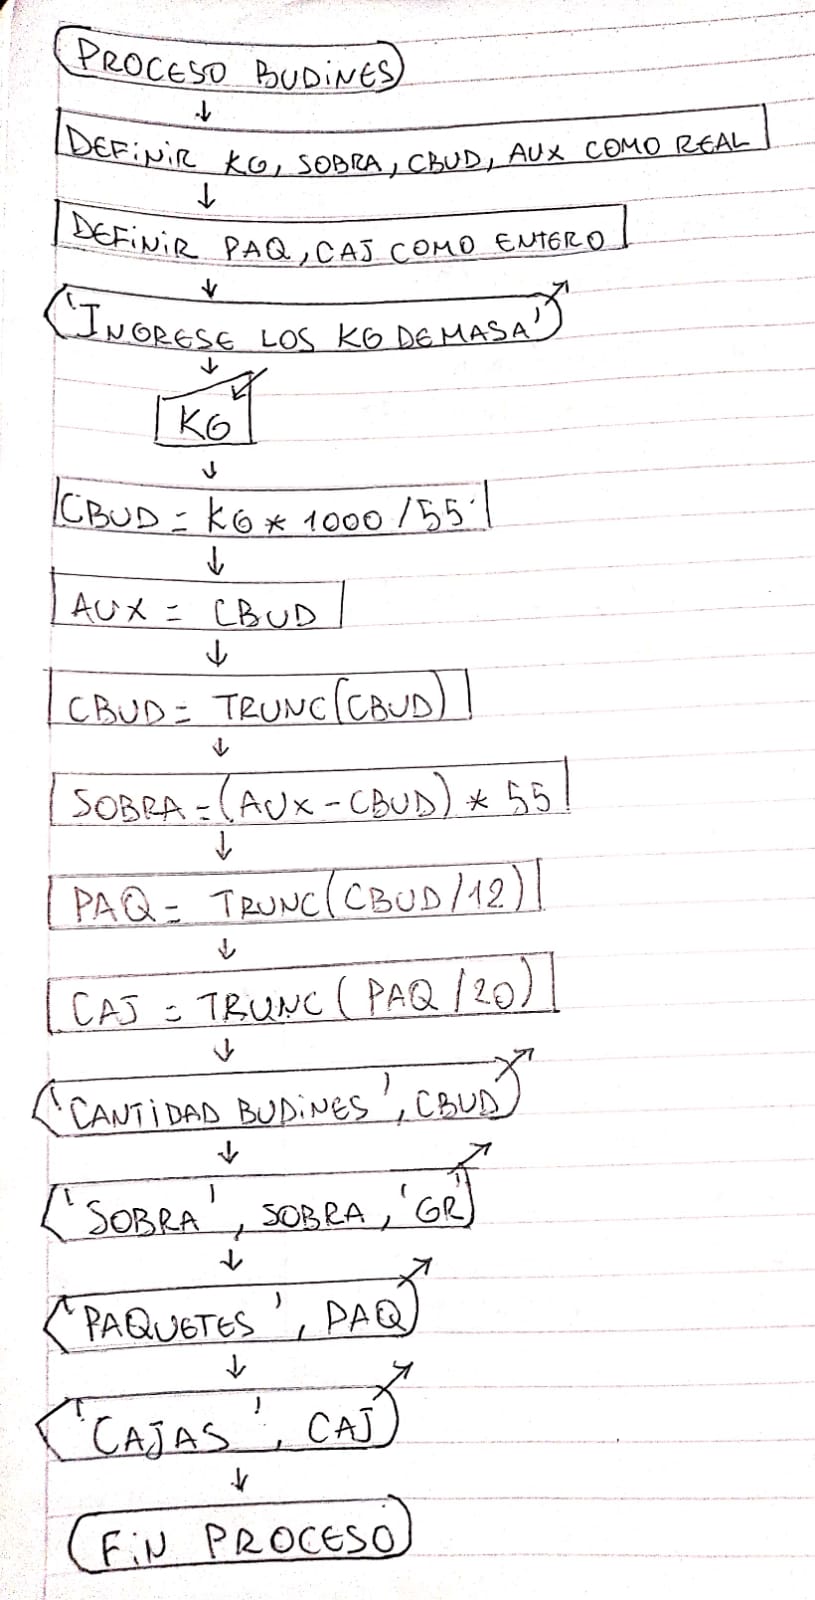 PROCESO BUDINES
DEFINIR KG, SOBRA, CBUD, AUX COMO REAL
DEFINIR PAQ, CAJ COMO ENTERO
'INGRESE LOS KG DE MASA'
KG
CBUD = KG * 1000 / 55
AUX = CBUD
CBUD = TRUNC(CBUD)
SOBRA = (AUX - CBUD) * 55
PAQ = TRUNC(CBUD/12)
CAJ = TRUNC(PAQ/20)
'CANTIDAD BUDINES', CBUD
'SOBRA', SOBRA, 'GR'
'PAQUETES', PAQ
'CAJAS', CAJ
FIN PROCESO